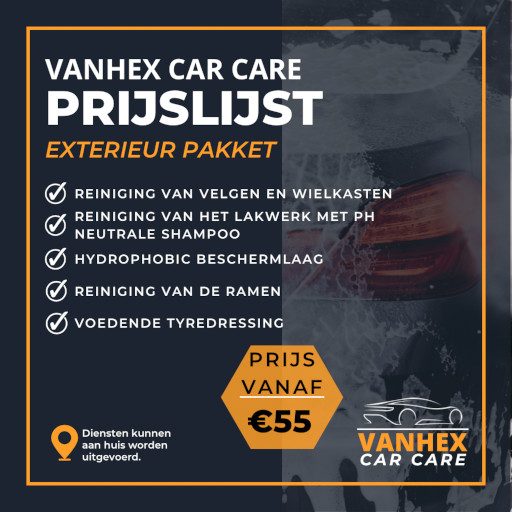 VANHEX CAR CARE
PRIJSLIJST
EXTERIEUR PAKKET
REINIGING VAN VELGEN EN WIELKASTEN
REINIGING VAN HET LAKWERK MET PH
NEUTRALE SHAMPOO
HYDROPHOBIC BESCHERMLAAG
REINIGING VAN DE RAMEN
VOEDENDE TYREDRESSING
PRIJS
VANAF
€55
Diensten kunnen
aan huis worden
uitgevoerd.
VANHEX
CAR CARE